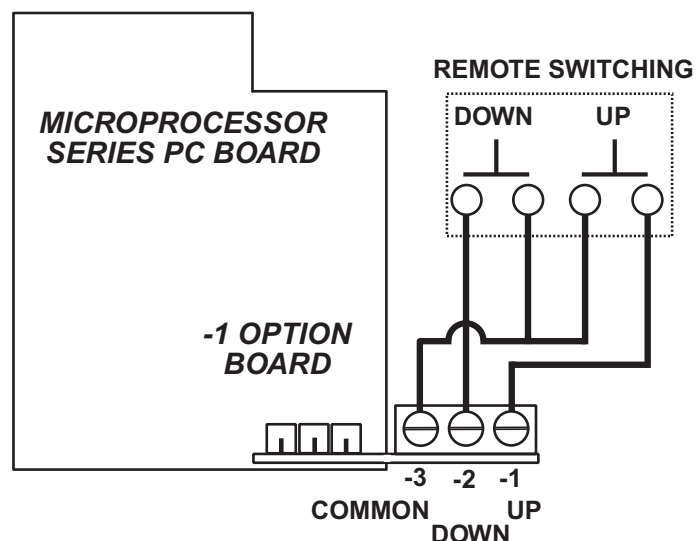 REMOTE SWITCHING
DOWN UP
MICROPROCESSOR
SERIES PC BOARD
-1 OPTION
BOARD
-3 -2 -1
COMMON UP
DOWN